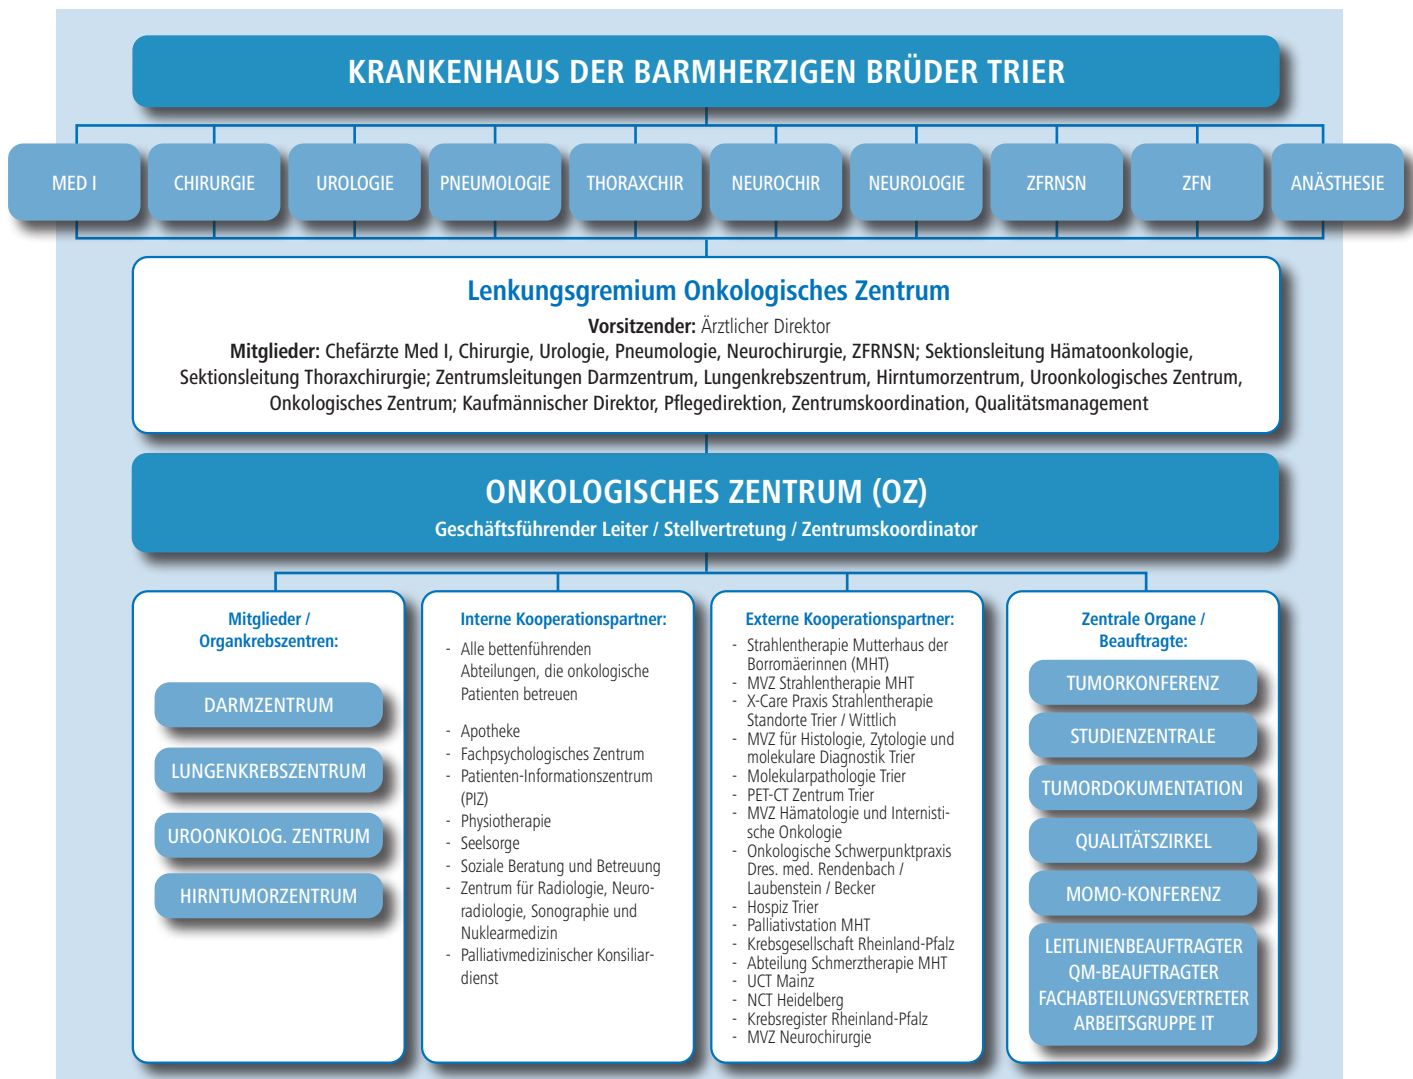 KRANKENHAUS DER BARMHERZIGEN BRÜDER TRIER
MED I
CHIRURGIE
UROLOGIE
PNEUMOLOGIE
THORAXCHIR
NEUROCHIR
NEUROLOGIE
ZFRNSN
ZFN
ANÄSTHESIE
Lenkungsgremium Onkologisches Zentrum
Vorsitzender: Ärztlicher Direktor
Mitglieder: Chefärzte Med I, Chirurgie, Urologie, Pneumologie, Neurochirurgie, ZFRNSN; Sektionsleitung Hämatoonkologie,
Sektionsleitung Thoraxchirurgie; Zentrumsleitungen Darmzentrum, Lungenkrebszentrum, Hirntumorzentrum, Uroonkologisches Zentrum,
Onkologisches Zentrum; Kaufmännischer Direktor, Pflegedirektion, Zentrumskoordination, Qualitätsmanagement
ONKOLOGISCHES ZENTRUM (OZ)
Geschäftsführender Leiter / Stellvertretung / Zentrumskoordinator
Mitglieder /
Organkrebszentren:
DARMZENTRUM
LUNGENKREBSZENTRUM
UROONKOLOG. ZENTRUM
HIRNTUMORZENTRUM
Interne Kooperationspartner:
- Alle bettenführenden
Abteilungen, die onkologische
Patienten betreuen
- Apotheke
- Fachpsychologisches Zentrum
- Patienten-Informationszentrum
(PIZ)
- Physiotherapie
- Seelsorge
- Soziale Beratung und Betreuung
- Zentrum für Radiologie, Neuro-
radiologie, Sonographie und
Nuklearmedizin
- Palliativmedizinischer Konsiliar-
dienst
Externe Kooperationspartner:
- Strahlentherapie Mutterhaus der
Borromäerinnen (MHT)
- MVZ Strahlentherapie MHT
- X-Care Praxis Strahlentherapie
Standorte Trier / Wittlich
- MVZ für Histologie, Zytologie und
molekulare Diagnostik Trier
- Molekularpathologie Trier
- PET-CT Zentrum Trier
- MVZ Hämatologie und Internisti-
sche Onkologie
- Onkologische Schwerpunktpraxis
Dres. med. Rendenbach /
Laubenstein / Becker
- Hospiz Trier
- Palliativstation MHT
- Krebsgesellschaft Rheinland-Pfalz
- Abteilung Schmerztherapie MHT
- UCT Mainz
- NCT Heidelberg
- Krebsregister Rheinland-Pfalz
- MVZ Neurochirurgie
Zentrale Organe /
Beauftragte:
TUMORKONFERENZ
STUDIENZENTRALE
TUMORDOKUMENTATION
QUALITÄTSZIRKEL
MOMO-KONFERENZ
LEITLINIENBEAUFTRAGTER
QM-BEAUFTRAGTER
FACHABTEILUNGSVERTRETER
ARBEITSGRUPPE IT